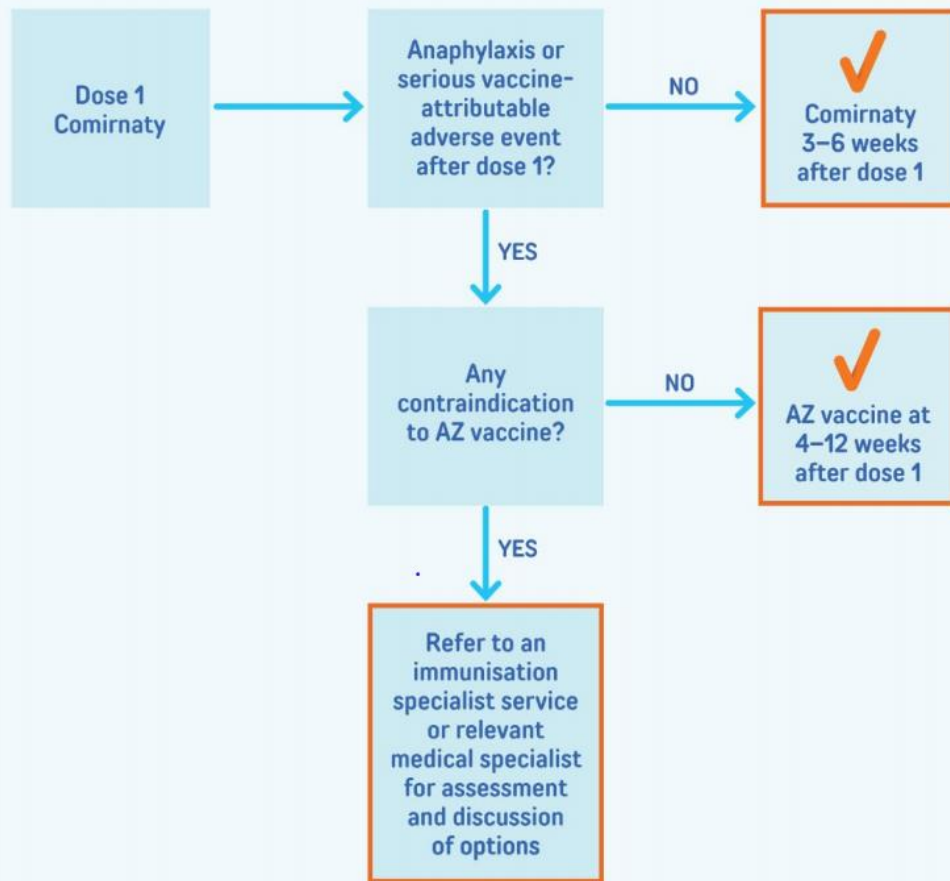 Dose 1
Comirnaty
Anaphylaxis or
serious vaccine-
attributable
adverse event
after dose 1?
NO
Comirnaty
3–6 weeks
after dose 1
YES
Any
contraindication
to AZ vaccine?
NO
AZ vaccine at
4–12 weeks
after dose 1
YES
Refer to an
immunisation
specialist service
or relevant
medical specialist
for assessment
and discussion
of options